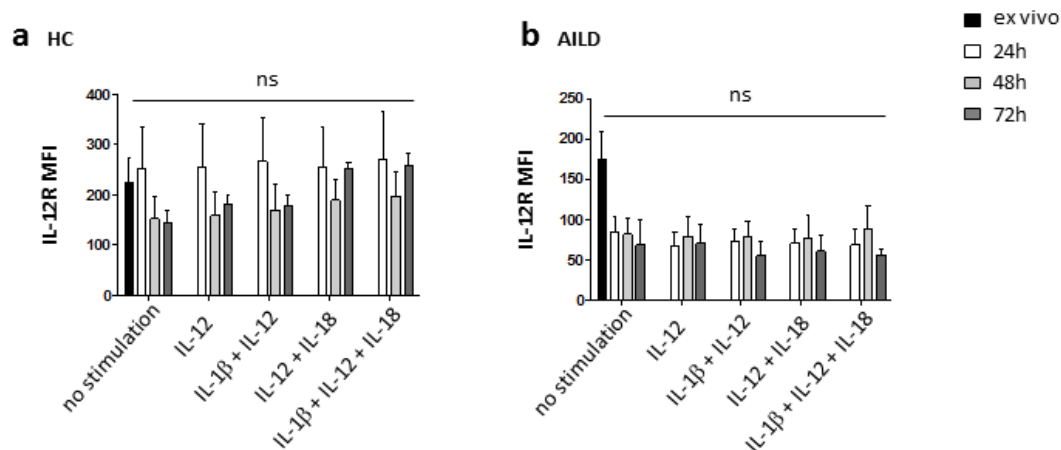 a HC
ns
400
300
200
100
0
IL-12R MFI
no stimulation
IL-12
IL-1β + IL-12
IL-12 + IL-18
IL-1β + IL-12 + IL-18
b AILD
ns
250
200
150
100
50
0
IL-12R MFI
no stimulation
IL-12
IL-1β + IL-12
IL-12 + IL-18
IL-1β + IL-12 + IL-18
ex vivo
24h
48h
72h